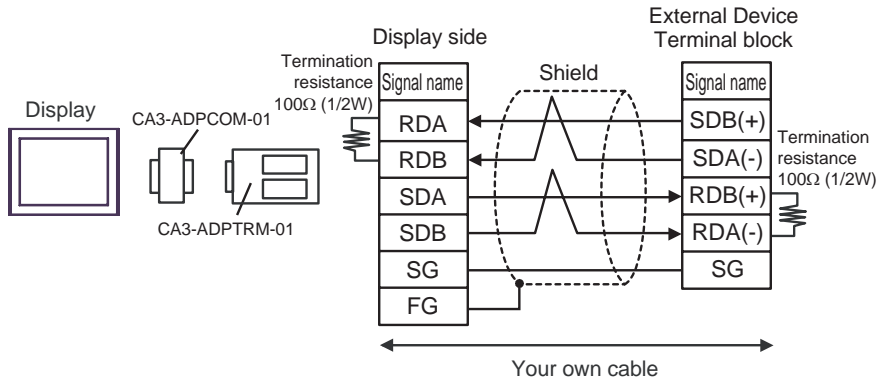 External Device
Terminal block
Display side
Termination
resistance
100Ω (1/2W)
Signal name
Shield
Signal name
Display
CA3-ADPCOM-01
CA3-ADPTRM-01
RDA
RDB
SDA
SDB
SG
FG
SDB(+)
SDA(-)
RDB(+)
RDA(-)
SG
Termination
resistance
100Ω (1/2W)
Your own cable